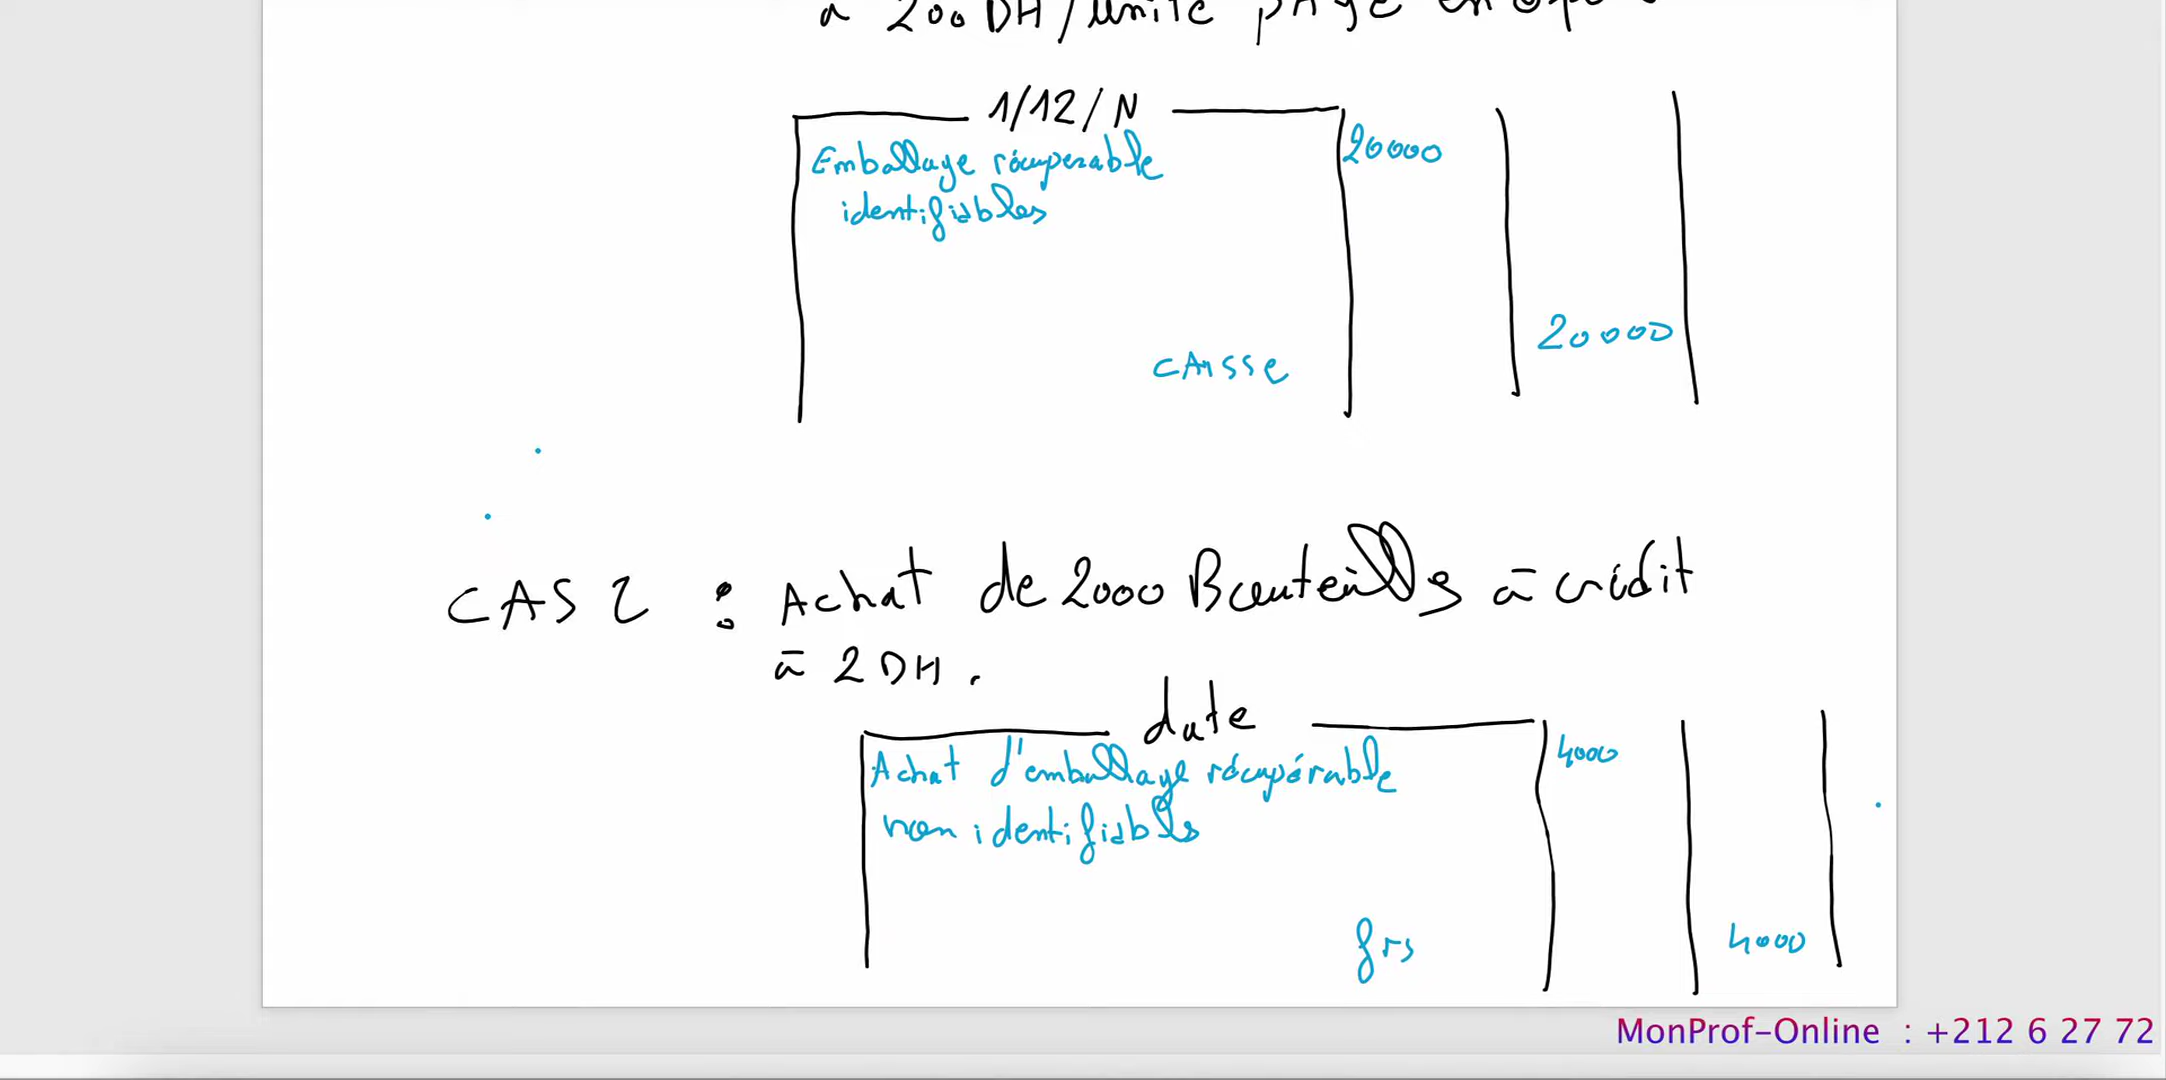 à 200 DH/unité payé en
1/12/N
Emballage récuperable 20000
identifiables
20000
CAisse
CAS 2 : Achat de 2000 Bouteilles à crédit
à 2 DH.
date
Achat d'emballage récupérable 4000
non identifiables
frs 4000
MonProf-Online : +212 6 27 72